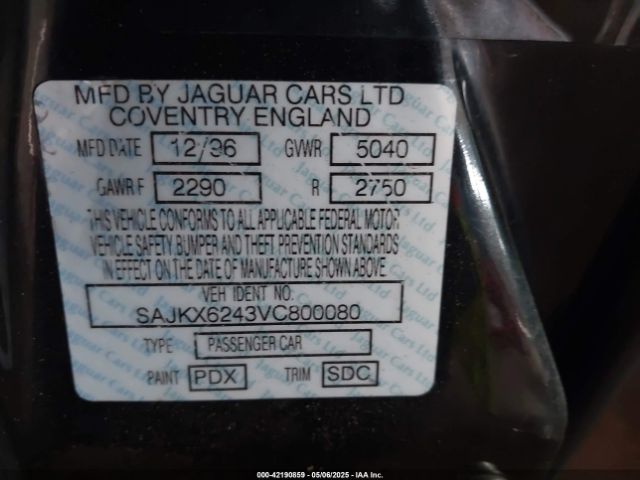 MFD BY JAGUAR CARS LTD
COVENTRY ENGLAND
MFD DATE 12/96 GVWR 5040
GAWR F 2290 R 2750
THIS VEHICLE CONFORMS TO ALL APPLICABLE FEDERAL MOTOR
VEHICLE SAFETY, BUMPER AND THEFT PREVENTION STANDARDS
IN EFFECT ON THE DATE OF MANUFACTURE SHOWN ABOVE
VEH IDENT NO.
SAJKX6243VC800080
TYPE PASSENGER CAR
PAINT PDX TRIM SDC
000-42190859 - 05/06/2025 - IAA Inc.